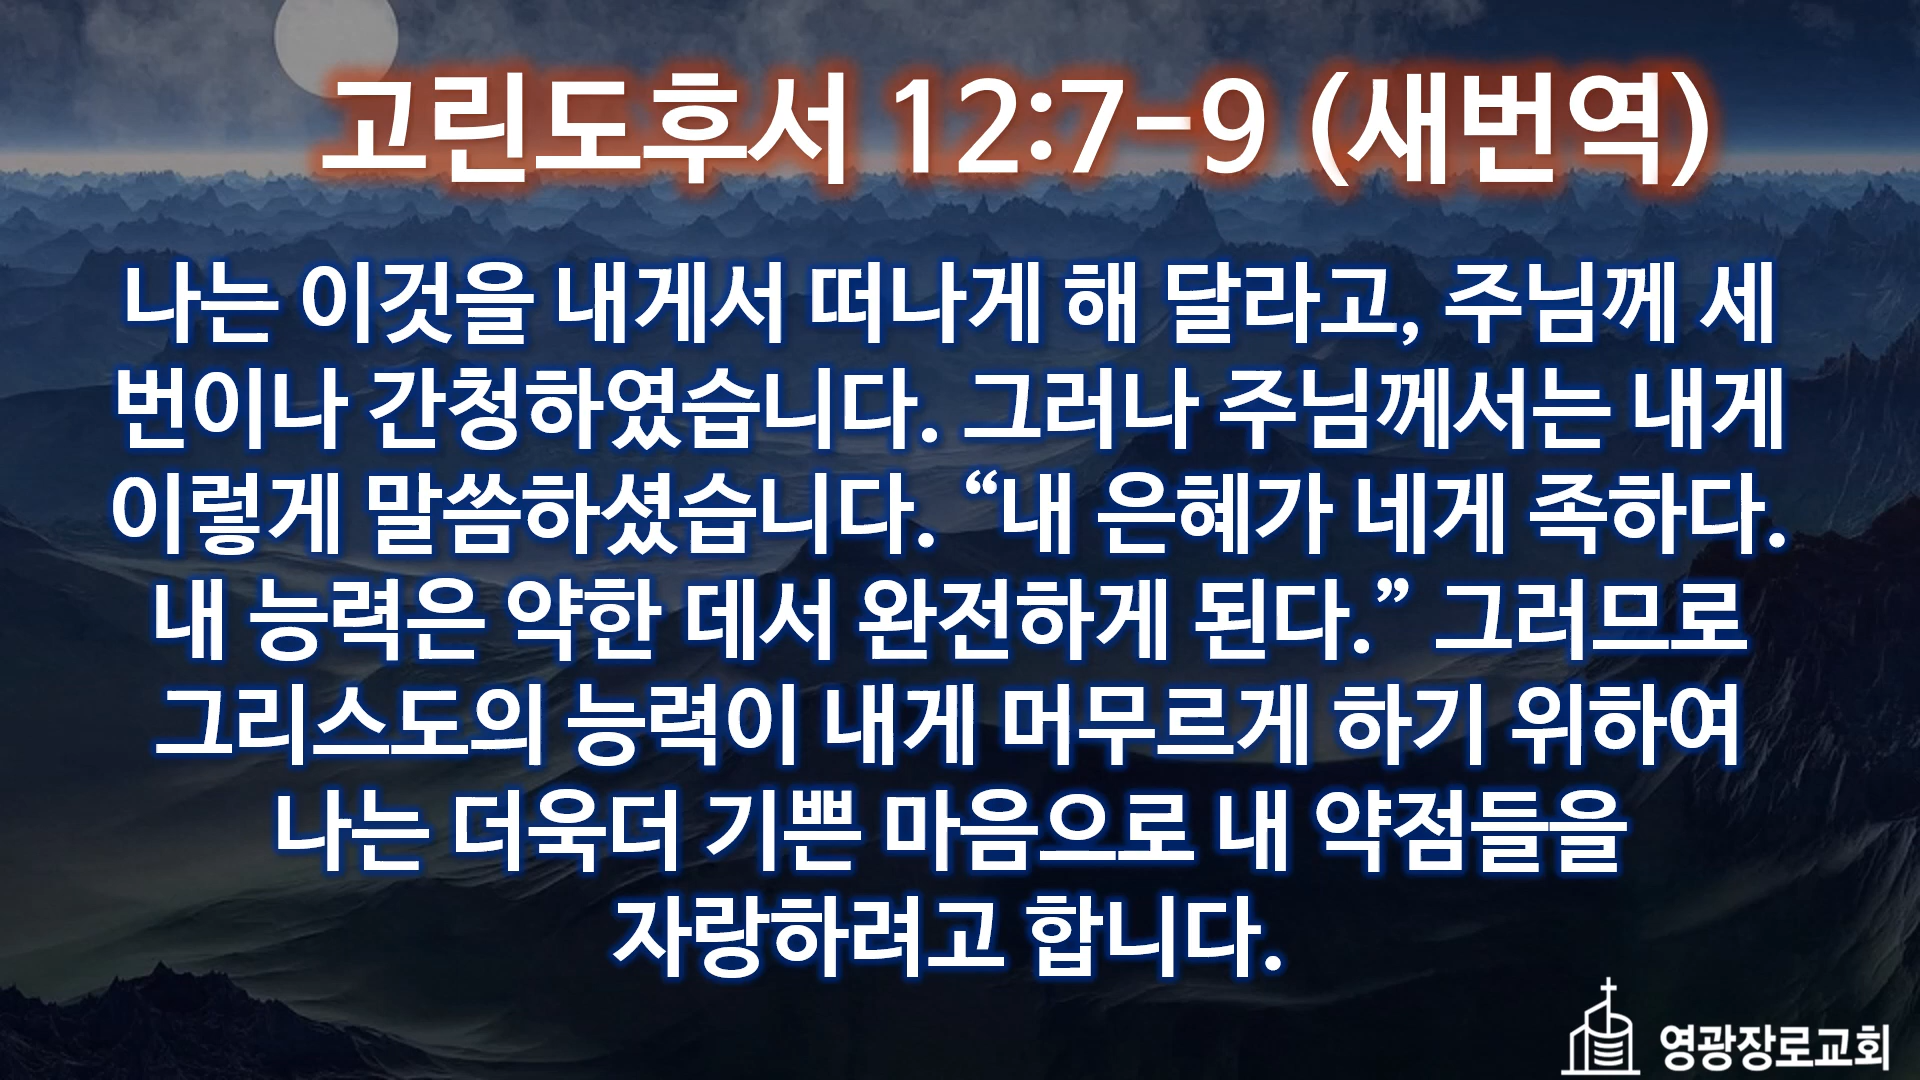 고린도후서 12:7-9 (새번역)
나는 이것을 내게서 떠나게 해 달라고, 주님께 세
번이나 간청하였습니다. 그러나 주님께서는 내게
이렇게 말씀하셨습니다. “내 은혜가 네게 족하다.
내 능력은 약한 데서 완전하게 된다.” 그러므로
그리스도의 능력이 내게 머무르게 하기 위하여
나는 더욱더 기쁜 마음으로 내 약점들을
자랑하려고 합니다.
영광장로교회